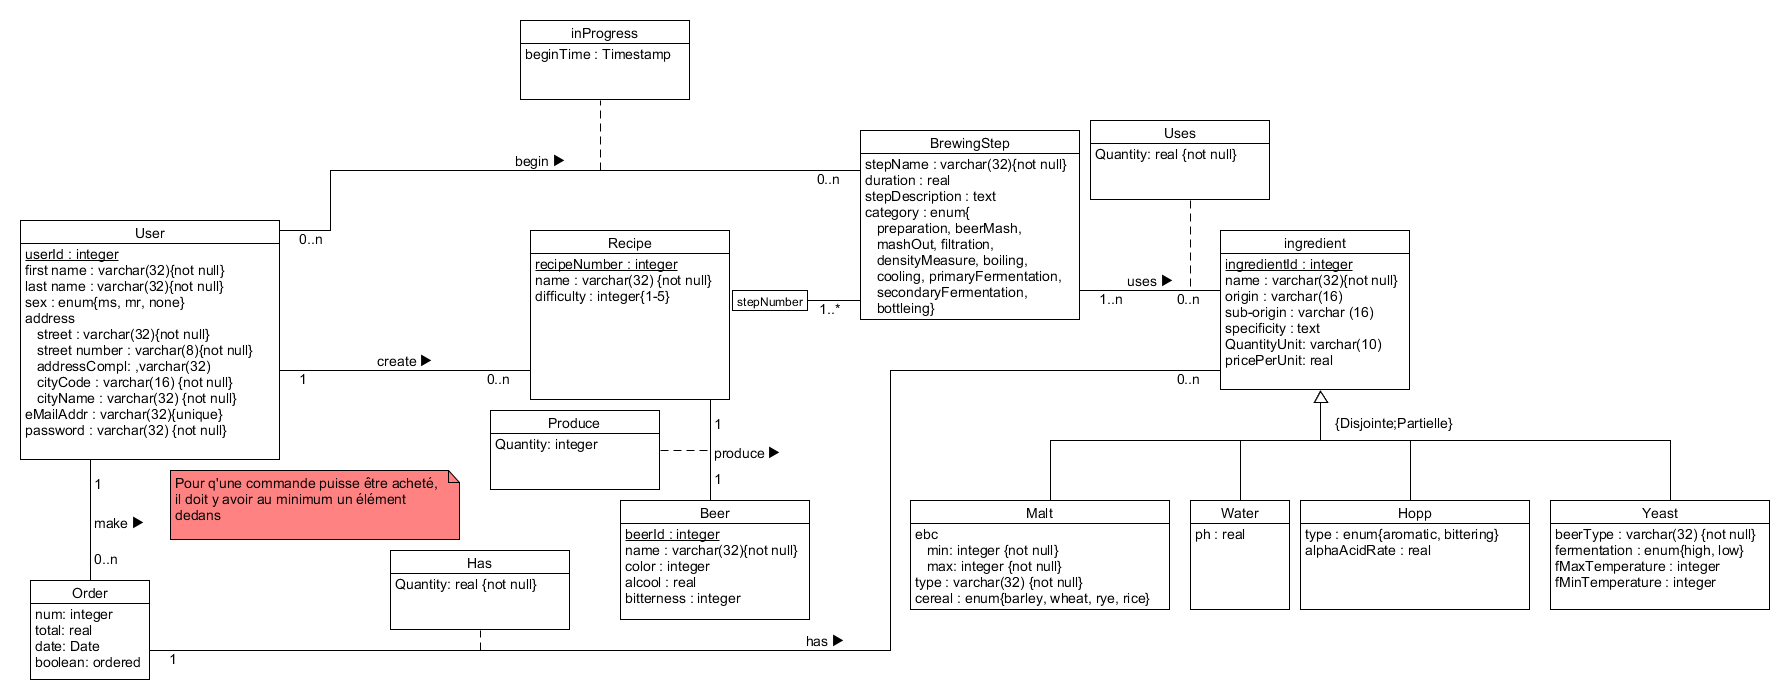 inProgress
beginTime : Timestamp
begin
0..n
0..n
BrewingStep
stepName : varchar(32){not null}
duration : real
stepDescription : text
category : enum{
preparation, beerMash,
mashOut, filtration,
densityMeasure, boiling,
cooling, primaryFermentation,
secondaryFermentation,
bottleing}
Uses
Quantity: real {not null}
User
userId : integer
first name : varchar(32){not null}
last name : varchar(32){not null}
sex : enum{ms, mr, none}
address
street : varchar(32){not null}
street number : varchar(8){not null}
addressCompl: ,varchar(32)
cityCode : varchar(16) {not null}
cityName : varchar(32) {not null}
eMailAddr : varchar(32){unique}
password : varchar(32) {not null}
Recipe
recipeNumber : integer
name : varchar(32) {not null}
difficulty : integer{1-5}
stepNumber
1..*
uses
1..n
0..n
ingredient
ingredientId : integer
name : varchar(32){not null}
origin : varchar(16)
sub-origin : varchar (16)
specificity : text
QuantityUnit: varchar(10)
pricePerUnit: real
create
1
0..n
0..n
Produce
Quantity: integer
1
produce
1
{Disjointe;Partielle}
1
make
0..n
Pour q'une commande puisse être acheté,
il doit y avoir au minimum un élément
dedans
Beer
beerId : integer
name : varchar(32){not null}
color : integer
alcool : real
bitterness : integer
Malt
ebc
min: integer {not null}
max: integer {not null}
type : varchar(32) {not null}
cereal : enum{barley, wheat, rye, rice}
Water
ph : real
Hopp
type : enum{aromatic, bittering}
alphaAcidRate : real
Yeast
beerType : varchar(32) {not null}
fermentation : enum{high, low}
fMaxTemperature : integer
fMinTemperature : integer
Has
Quantity: real {not null}
Order
num: integer
total: real
date: Date
boolean: ordered
1
has